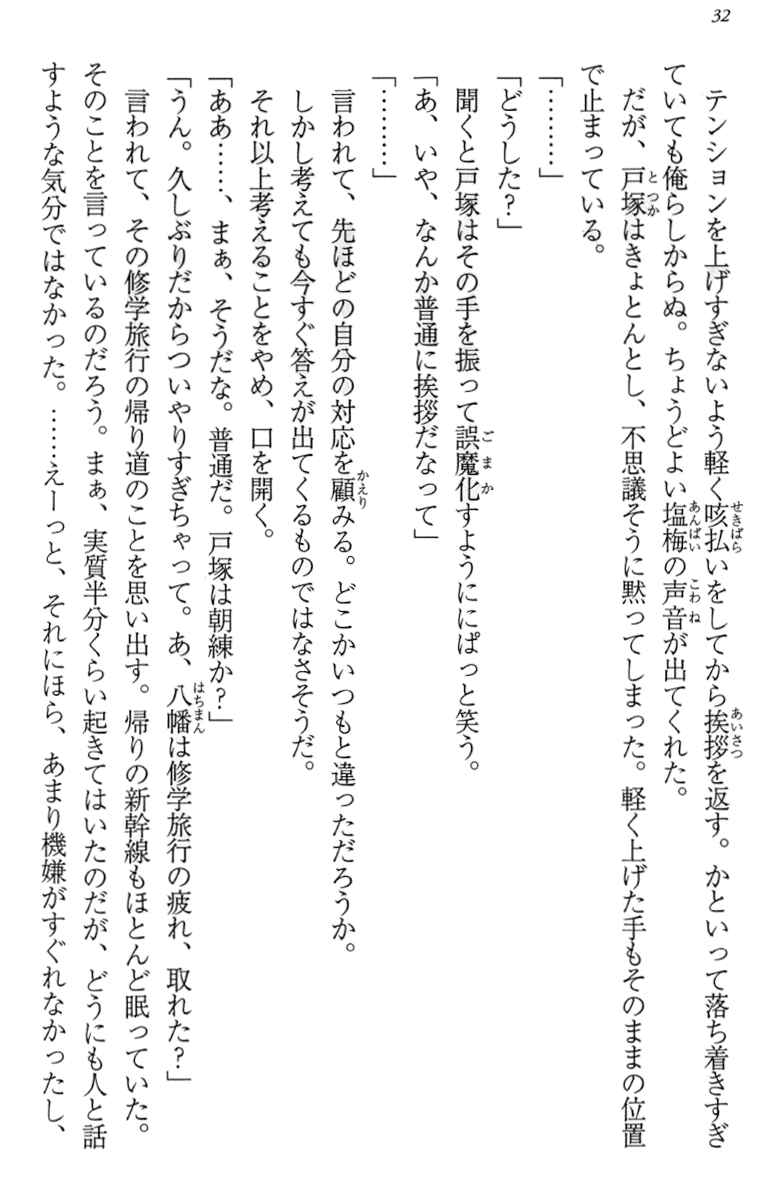 32
テンションを上げすぎないよう軽く咳払いをしてから挨拶を返す。かといって落ち着きすぎ
ていても俺らしからぬ。ちょうどよい塩梅の声音が出てくれた。
だが、戸塚はきょとんとし、不思議そうに黙ってしまった。軽く上げた手もそのままの位置
で止まっている。
「………」
「どうした?」
聞くと戸塚はその手を振って誤魔化すようににぱっと笑う。
「あ、いや、なんか普通に挨拶だなって」
「………」
言われて、先ほどの自分の対応を顧みる。どこかいつもと違っただろうか。
しかし考えても今すぐ答えが出てくるものではなさそうだ。
それ以上考えることをやめ、口を開く。
「ああ……、まぁ、そうだな。普通だ。戸塚は朝練か?」
「うん。久しぶりだからついやりすぎちゃって。あ、八幡は修学旅行の疲れ、取れた?」
言われて、その修学旅行の帰り道のことを思い出す。帰りの新幹線もほとんど眠っていた。
そのことを言っているのだろう。まぁ、実質半分くらい起きてはいたのだが、どうにも人と話
すような気分ではなかった。……えーっと、それにほら、あまり機嫌がすぐれなかったし、